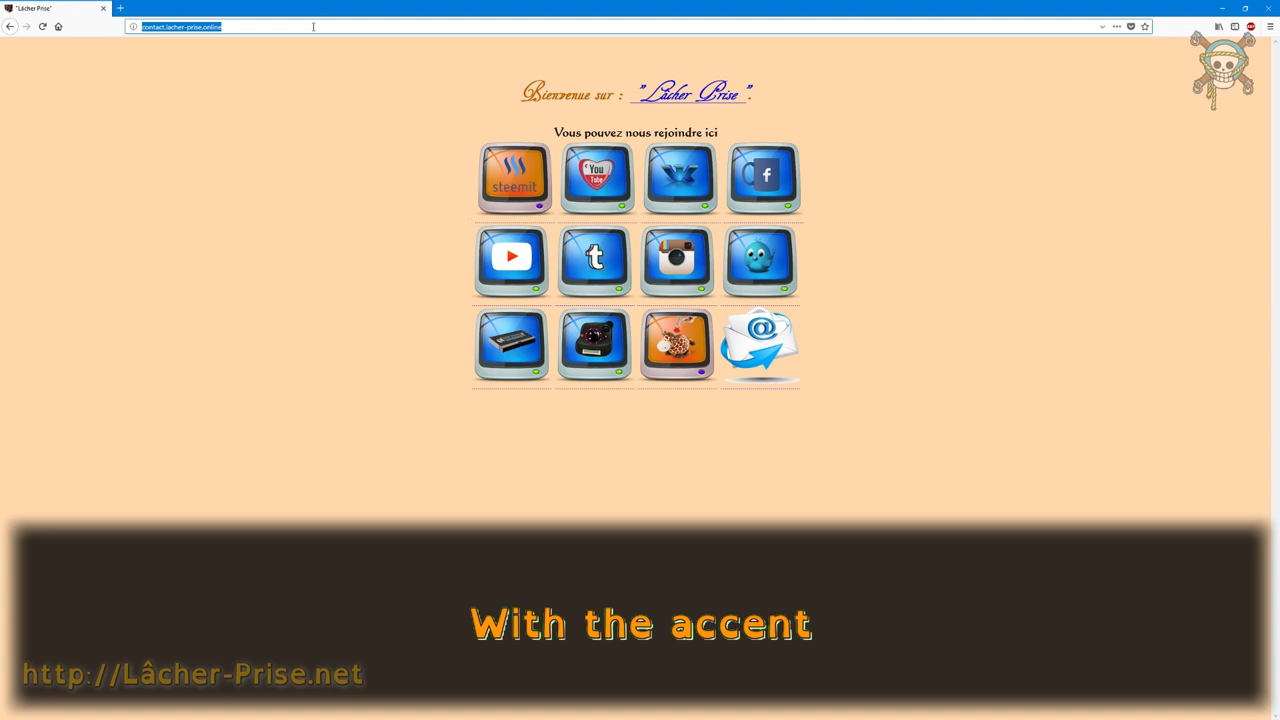 "Lâcher Prise"
contact.lacher-prise.online
Bienvenue sur : "Lâcher Prise".
Vous pouvez nous rejoindre ici
steemit
You
Tube
f
t
@
With the accent
http://Lâcher-Prise.net